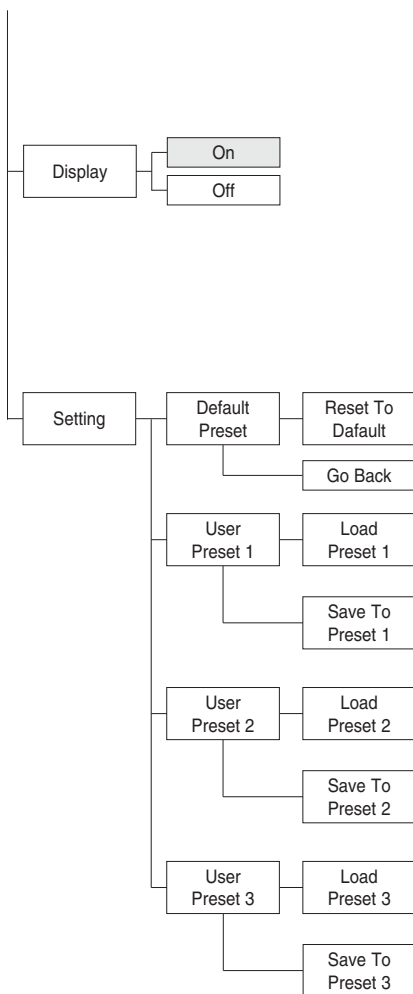 Display
On
Off
Setting
Default
Preset
Reset To
Dafault
Go Back
User
Preset 1
Load
Preset 1
Save To
Preset 1
User
Preset 2
Load
Preset 2
Save To
Preset 2
User
Preset 3
Load
Preset 3
Save To
Preset 3